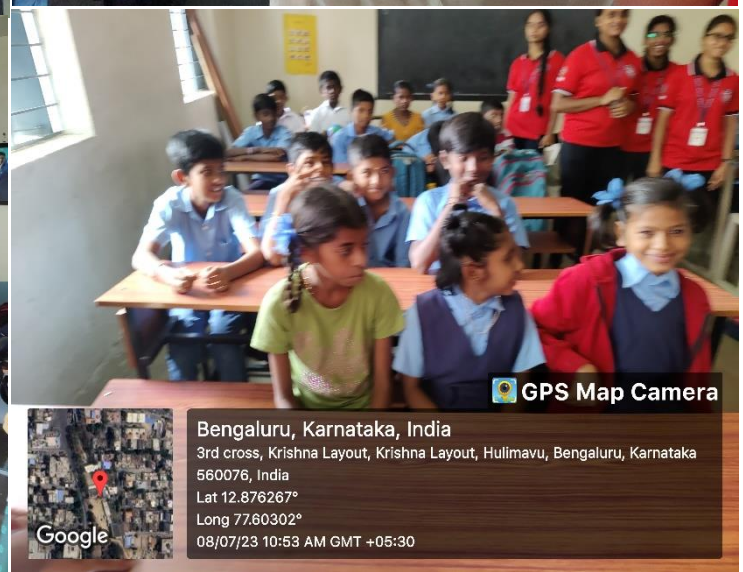 GPS Map Camera
Bengaluru, Karnataka, India
3rd cross, Krishna Layout, Krishna Layout, Hulimavu, Bengaluru, Karnataka
560076, India
Lat 12.876267°
Long 77.60302°
08/07/23 10:53 AM GMT +05:30
Google